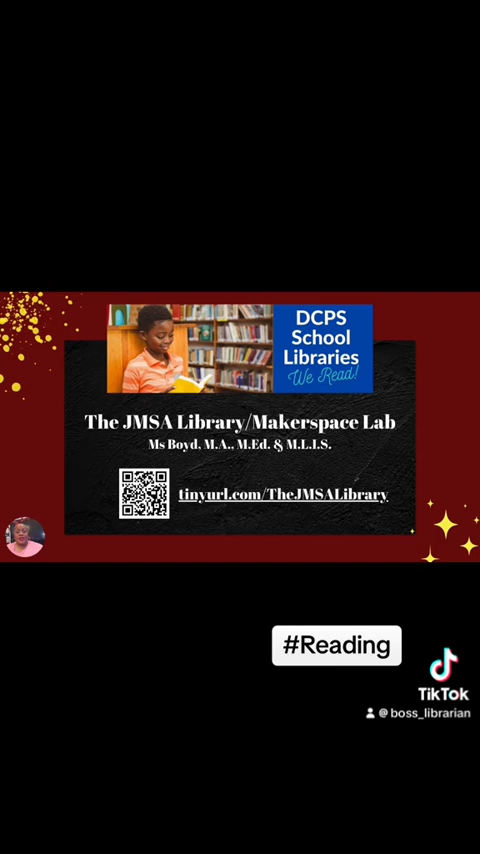 DCPS
School
Libraries
We Read!
The JMSA Library/Makerspace Lab
Ms Boyd, M.A., M.Ed. & M.L.I.S.
tinyurl.com/TheJMSALibrary
#Reading
TikTok
@boss_librarian